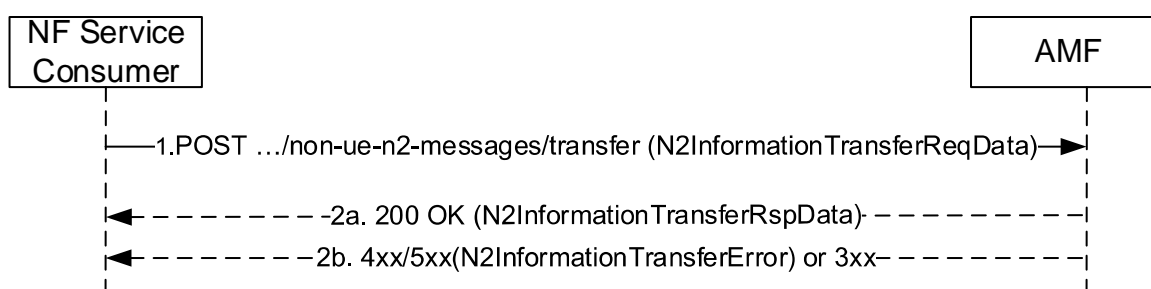 NF Service
Consumer
AMF
1.POST …/non-ue-n2-messages/transfer (N2InformationTransferReqData)
2a. 200 OK (N2InformationTransferRspData)
2b. 4xx/5xx(N2InformationTransferError) or 3xx